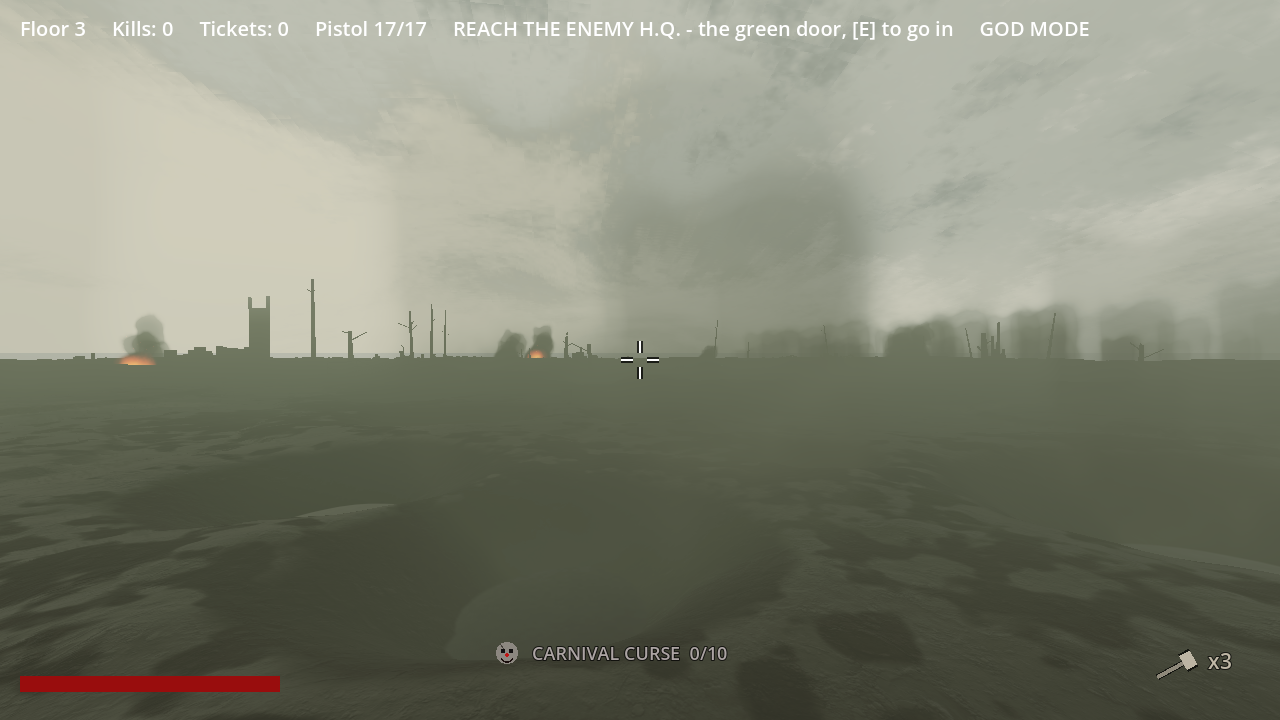 Floor 3 Kills: 0 Tickets: 0 Pistol 17/17 REACH THE ENEMY H.Q. - the green door, [E] to go in GOD MODE
CARNIVAL CURSE 0/10
x3